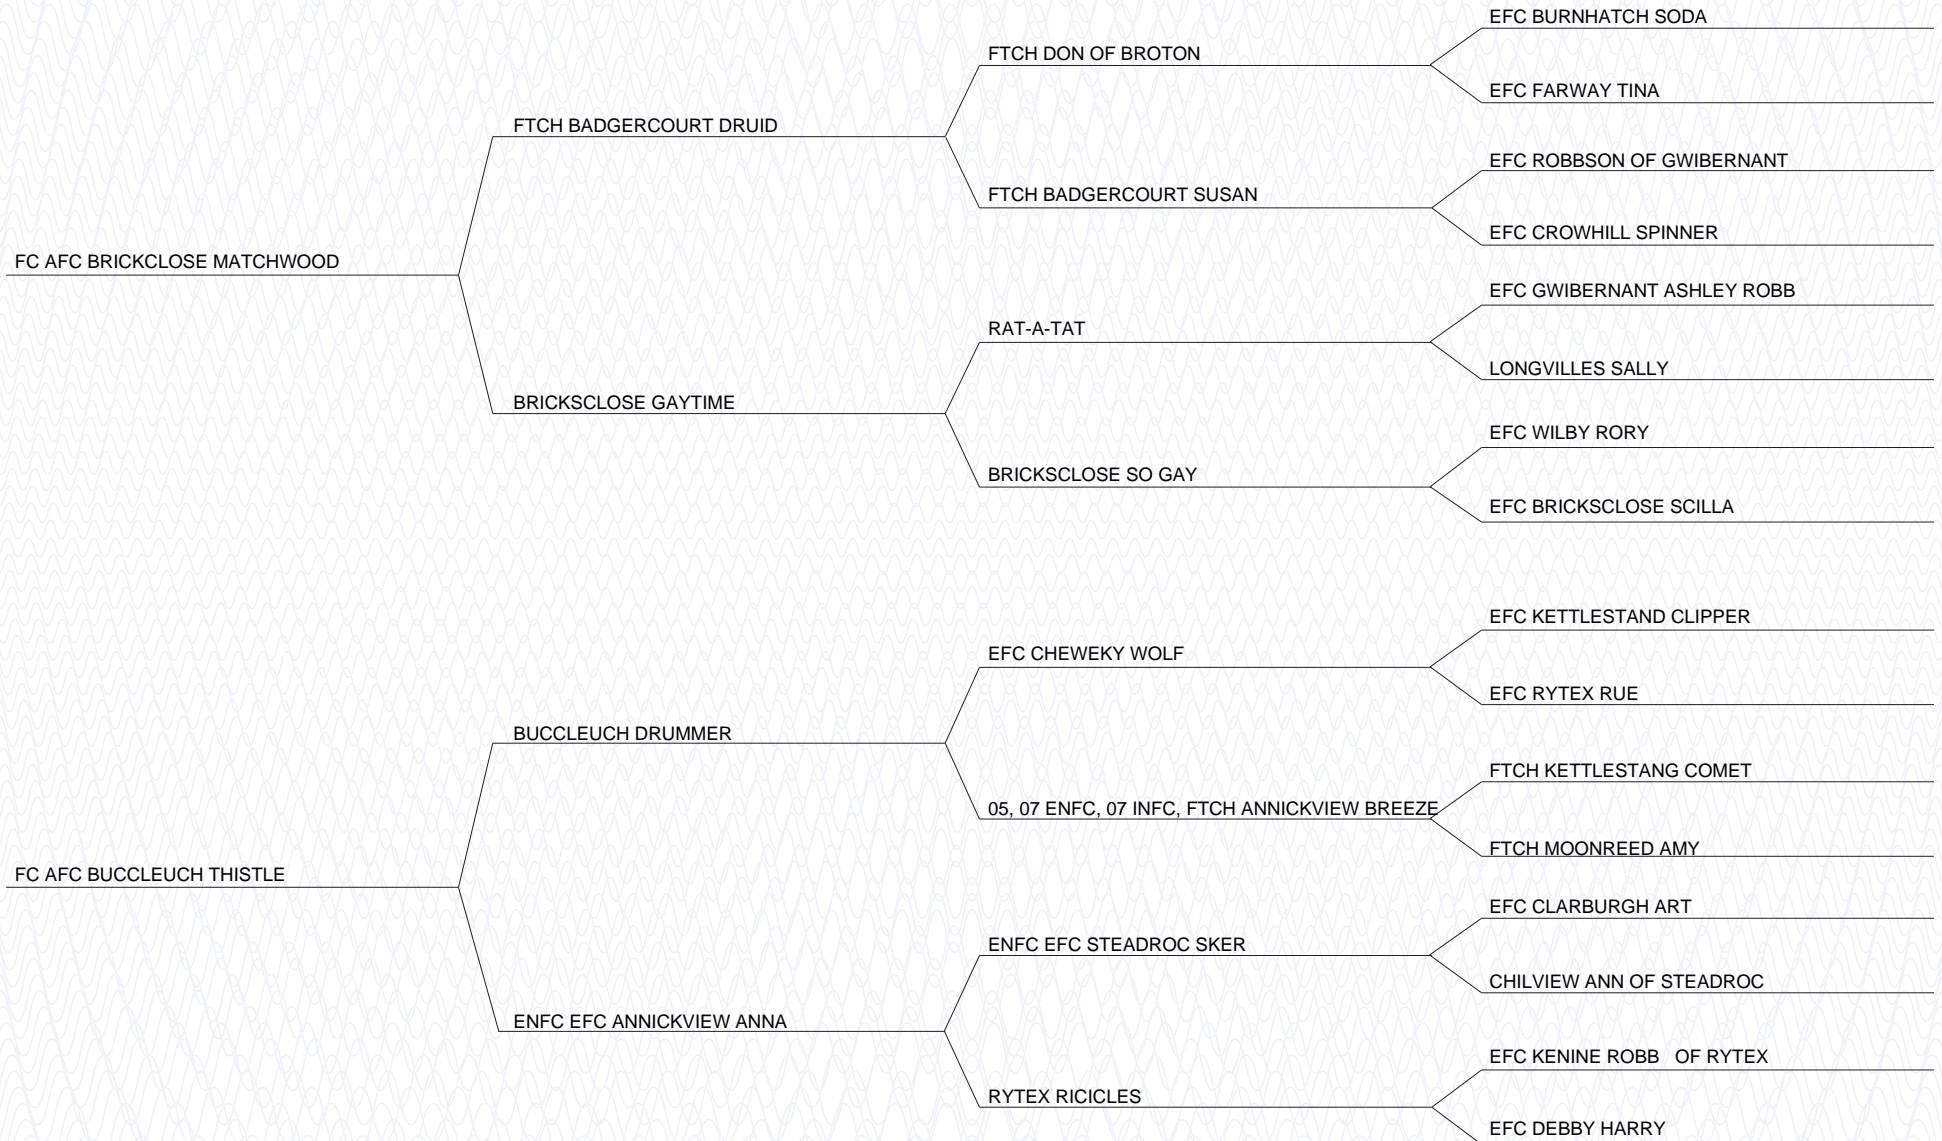 EFC BURNHATCH SODA
FTCH DON OF BROTON
EFC FARWAY TINA
FTCH BADGERCOURT DRUID
EFC ROBBSON OF GWIBERNANT
FTCH BADGERCOURT SUSAN
EFC CROWHILL SPINNER
FC AFC BRICKCLOSE MATCHWOOD
EFC GWIBERNANT ASHLEY ROBB
RAT-A-TAT
LONGVILLES SALLY
BRICKSCLOSE GAYTIME
EFC WILBY RORY
BRICKSCLOSE SO GAY
EFC BRICKSCLOSE SCILLA
EFC KETTLESTAND CLIPPER
EFC CHEWEKY WOLF
EFC RYTEX RUE
BUCCLEUCH DRUMMER
FTCH KETTLESTANG COMET
05, 07 ENFC, 07 INFC, FTCH ANNICKVIEW BREEZE
FTCH MOONREED AMY
FC AFC BUCCLEUCH THISTLE
EFC CLARBURGH ART
ENFC EFC STEADROC SKER
CHILVIEW ANN OF STEADROC
ENFC EFC ANNICKVIEW ANNA
EFC KENINE ROBB   OF RYTEX
RYTEX RICICLES
EFC DEBBY HARRY